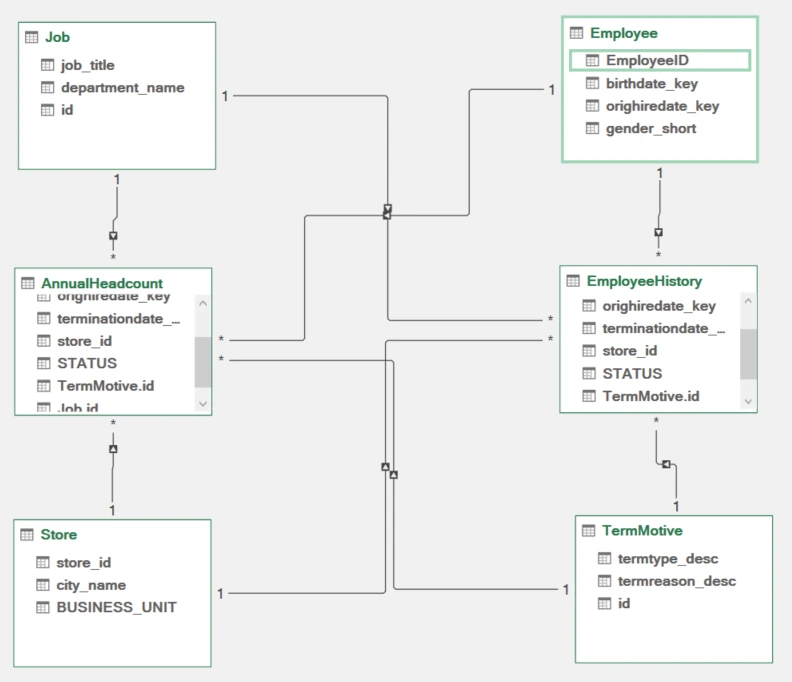 Job
job_title
department_name
id
1
1
Employee
EmployeeID
birthdate_key
orighiredate_key
gender_short
1
1
*
*
AnnualHeadcount
orighiredate_key
terminationdate_...
store_id
STATUS
TermMotive.id
Job.id
*
*
*
EmployeeHistory
orighiredate_key
terminationdate_...
store_id
STATUS
TermMotive.id
*
*
*
1
1
Store
store_id
city_name
BUSINESS_UNIT
1
TermMotive
termtype_desc
termreason_desc
id
1